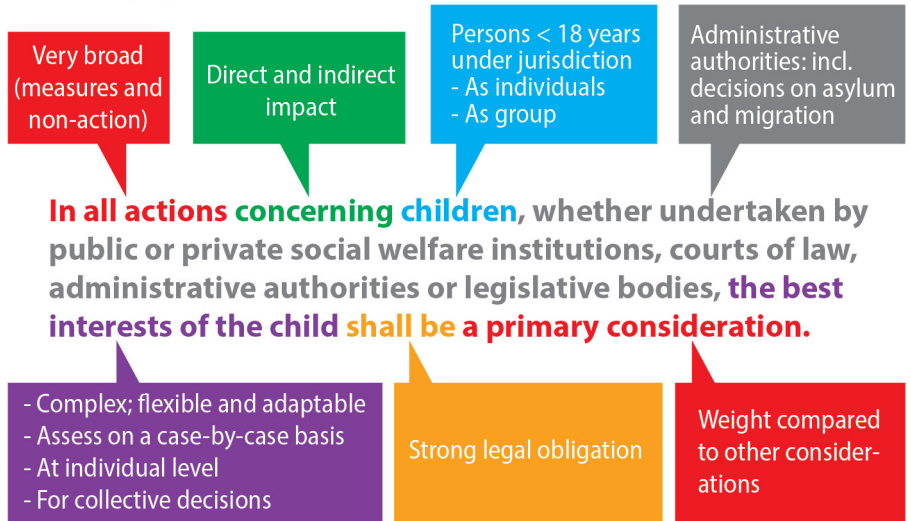 Very broad
(measures and
non-action)
Direct and indirect
impact
Persons < 18 years
under jurisdiction
- As individuals
- As group
Administrative
authorities: incl.
decisions on asylum
and migration
In all actions concerning children, whether undertaken by
public or private social welfare institutions, courts of law,
administrative authorities or legislative bodies, the best
interests of the child shall be a primary consideration.
- Complex; flexible and adaptable
- Assess on a case-by-case basis
- At individual level
- For collective decisions
Strong legal obligation
Weight compared
to other consider-
ations